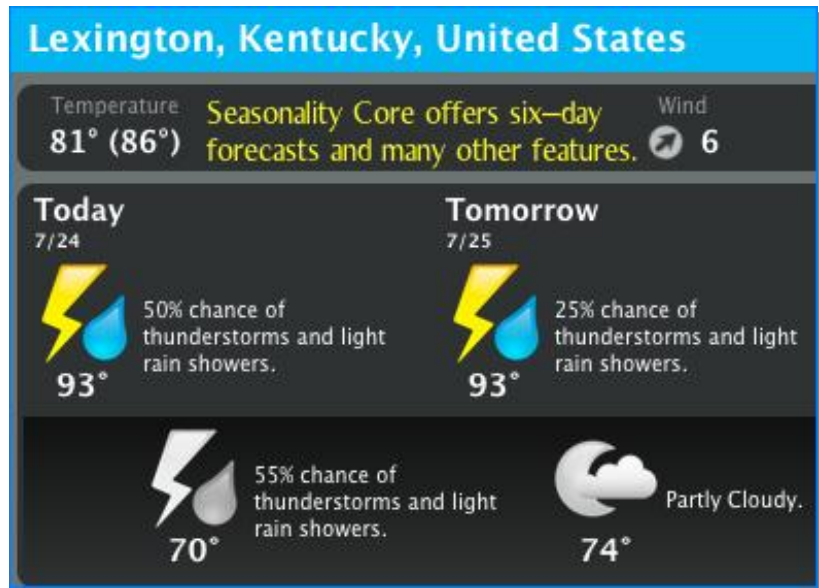 Lexington, Kentucky, United States
Temperature
81° (86°)
Seasonality Core offers six—day
forecasts and many other features.
Wind
6
Today
7/24
50% chance of
thunderstorms and light
rain showers.
93°
Tomorrow
7/25
25% chance of
thunderstorms and light
rain showers.
93°
55% chance of
thunderstorms and light
rain showers.
70°
Partly Cloudy.
74°